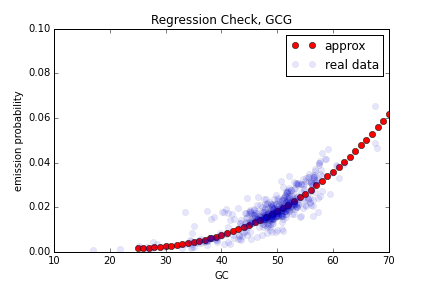 Regression Check, GCG
0.10
approx
real data
0.08
0.06
emission probability
0.04
0.02
0.00
10 20 30 40 50 60 70
GC